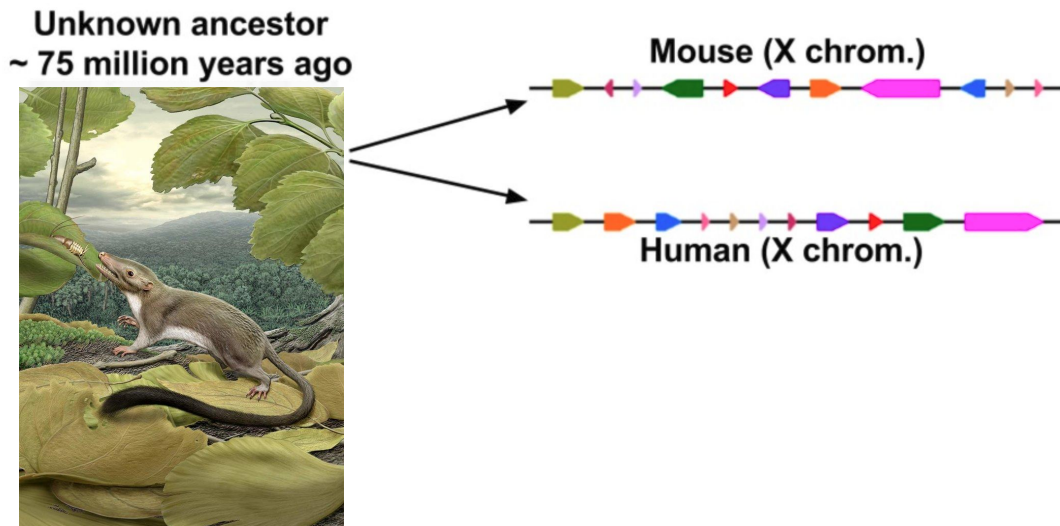 Unknown ancestor
~ 75 million years ago
Mouse (X chrom.)
Human (X chrom.)